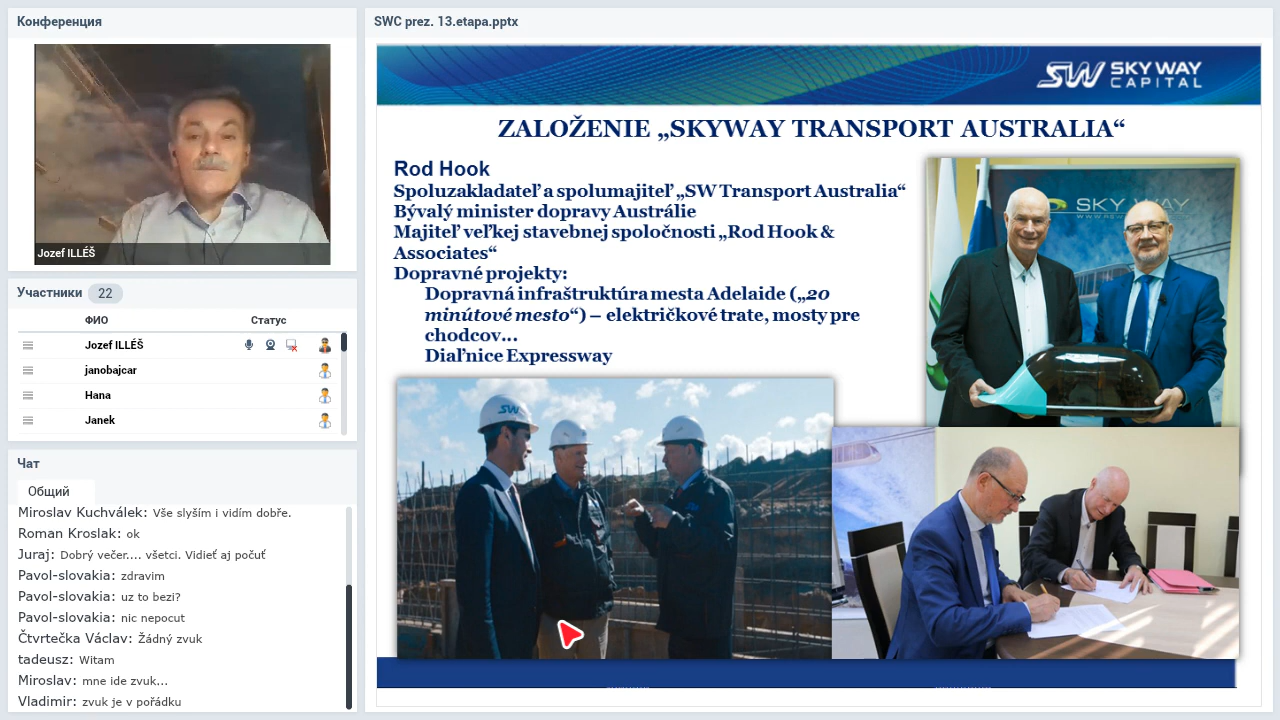 Конференция
Jozef ILLÉŠ
Участники 22
ФИО Статус
Jozef ILLÉŠ
janobajcar
Hana
Janek
Чат
Общий
Miroslav Kuchválek: Vše slyším i vidím dobře.
Roman Kroslak: ok
Juraj: Dobrý večer.... všetci. Vidieť aj počuť
Pavol-slovakia: zdravim
Pavol-slovakia: uz to bezi?
Pavol-slovakia: nic nepocut
Čtvrtečka Václav: Žádný zvuk
tadeusz: Witam
Miroslav: mne ide zvuk...
Vladimir: zvuk je v pořádku
SWC prez. 13.etapa.pptx
SW SKY WAY
CAPITAL
ZALOŽENIE „SKYWAY TRANSPORT AUSTRALIA“
Rod Hook
Spoluzakladateľ a spolumajiteľ „SW Transport Australia“
Bývalý minister dopravy Austrálie
Majiteľ veľkej stavebnej spoločnosti „Rod Hook &
Associates“
Dopravné projekty:
Dopravná infraštruktúra mesta Adelaide („20
minútové mesto“) – električkové trate, mosty pre
chodcov...
Diaľnice Expressway
SKY WAY
SW